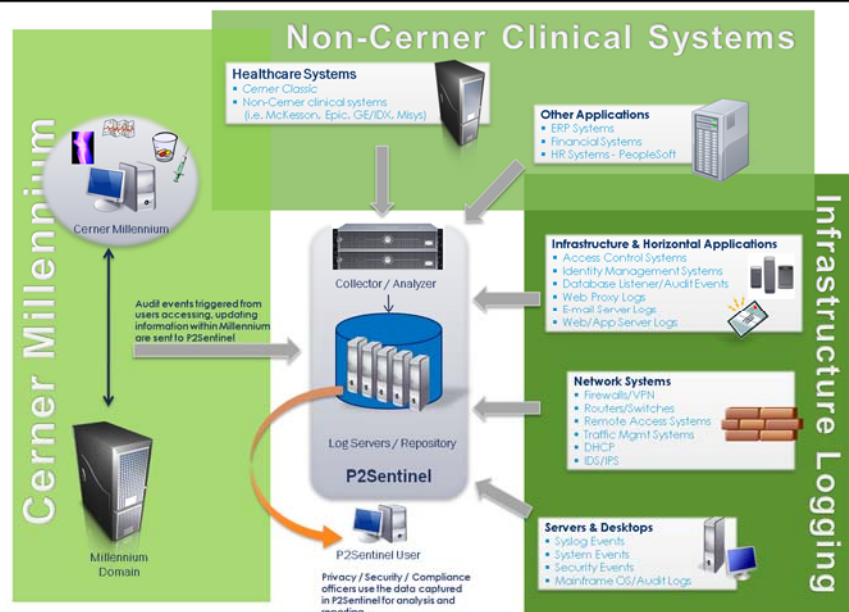 Non-Cerner Clinical Systems
Healthcare Systems
Cerner Classic
Non-Cerner clinical systems
(i.e. McKesson, Epic, GE/IDX, Misys)
Other Applications
ERP Systems
Financial Systems
HR Systems - PeopleSoft
Cerner Millennium
Cerner Millennium
Audit events triggered from
users accessing, updating
information within Millennium
are sent to P2Sentinel
Millennium
Domain
Collector / Analyzer
Log Servers / Repository
P2Sentinel
P2Sentinel User
Privacy / Security / Compliance
officers use the data captured
in P2Sentinel for analysis and
reporting
Infrastructure Logging
Infrastructure & Horizontal Applications
Access Control Systems
Identity Management Systems
Database Listener/Audit Events
Web Proxy Logs
E-mail Server Logs
Web/App Server Logs
Network Systems
Firewalls/VPN
Routers/Switches
Remote Access Systems
Traffic Mgmt Systems
DHCP
IDS/IPS
Servers & Desktops
Syslog Events
System Events
Security Events
Mainframe OS/Audit Logs